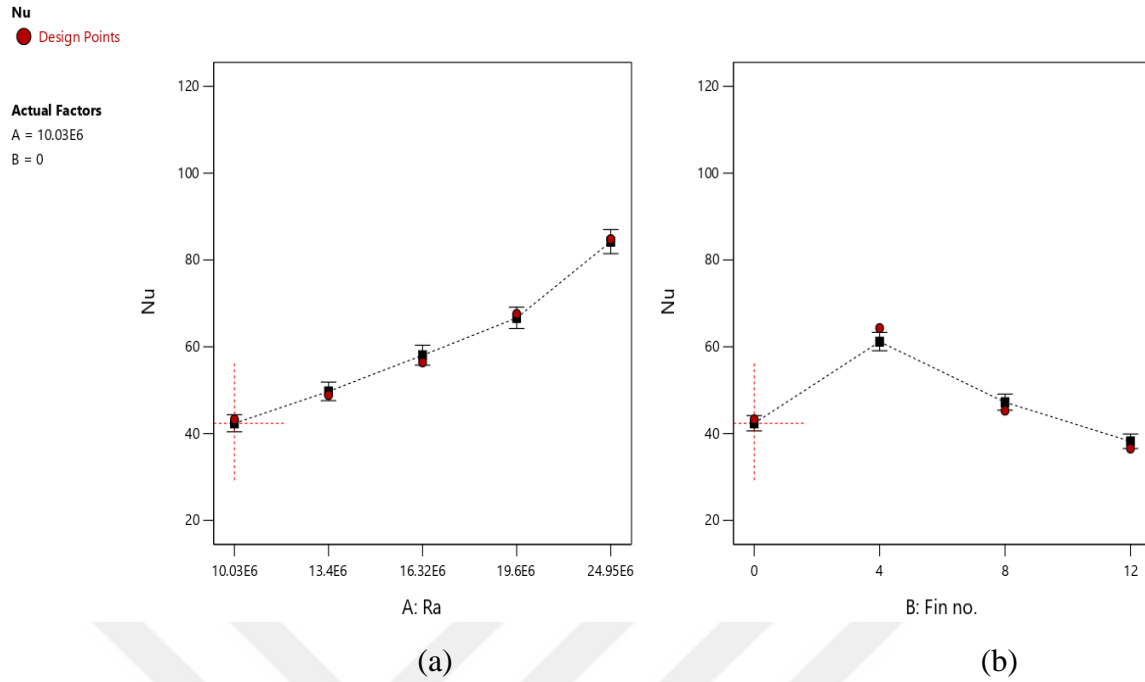 Nu
Design Points
Actual Factors
A = 10.03E6
B = 0
120
100
80
60
40
20
Nu
10.03E6 13.4E6 16.32E6 19.6E6 24.95E6
A: Ra
(a)
120
100
80
60
40
20
Nu
0 4 8 12
B: Fin no.
(b)